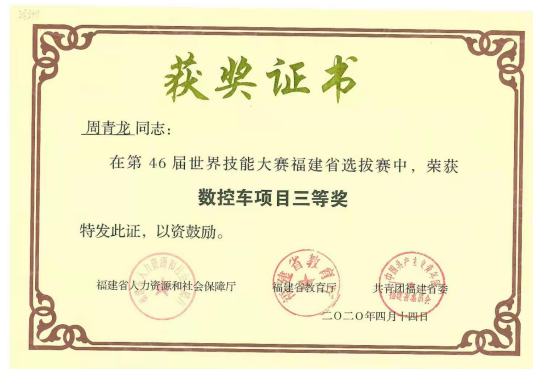 获奖证书
周青龙同志：
在第46届世界技能大赛福建省选拔赛中，荣获
数控车项目三等奖
特发此证，以资鼓励。
福建省人力资源和社会保障厅 福建省教育厅 共青团福建省委
二〇二〇年四月十四日